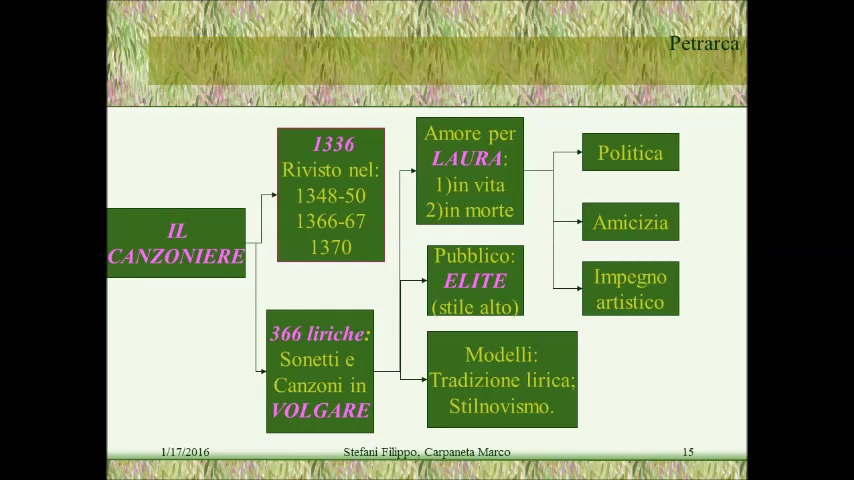 Petrarca
IL
CANZONIERE
1336
Rivisto nel:
1348-50
1366-67
1370
366 liriche:
Sonetti e
Canzoni in
VOLGARE
Amore per
LAURA:
1)in vita
2)in morte
Pubblico:
ELITE
(stile alto)
Modelli:
Tradizione lirica;
Stilnovismo.
Politica
Amicizia
Impegno
artistico
1/17/2016
Stefani Filippo, Carpaneta Marco
15